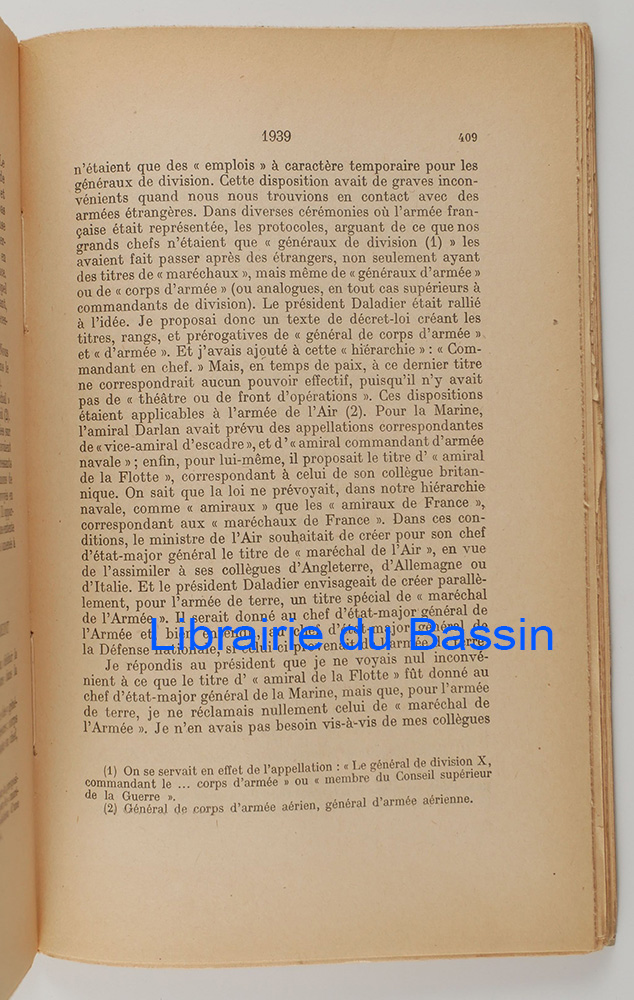 1939
409
n'étaient que des « emplois » à caractère temporaire pour les
généraux de division. Cette disposition avait de graves incon-
vénients quand nous nous trouvions en contact avec des
armées étrangères. Dans diverses cérémonies où l'armée fran-
çaise était représentée, les protocoles, arguant de ce que nos
grands chefs n'étaient que « généraux de division (1) » les
avaient fait passer après des étrangers, non seulement ayant
des titres de « maréchaux », mais même de « généraux d'armée »
ou de « corps d'armée » (ou analogues, en tout cas supérieurs à
commandants de division). Le président Daladier était rallié
à l'idée. Je proposai donc un texte de décret-loi créant les
titres, rangs, et prérogatives de « général de corps d'armée »
et « d'armée ». Et j'avais ajouté à cette « hiérarchie » : « Com-
mandant en chef. » Mais, en temps de paix, à ce dernier titre
ne correspondrait aucun pouvoir effectif, puisqu'il n'y avait
pas de « théâtre ou de front d'opérations ». Ces dispositions
étaient applicables à l'armée de l'Air (2). Pour la Marine,
l'amiral Darlan avait prévu des appellations correspondantes
de « vice-amiral d'escadre », et d' « amiral commandant d'armée
navale » ; enfin, pour lui-même, il proposait le titre d' « amiral
de la Flotte », correspondant à celui de son collègue britan-
nique. On sait que la loi ne prévoyait, dans notre hiérarchie
navale, comme « amiraux » que les « amiraux de France »,
correspondant aux « maréchaux de France ». Dans ces con-
ditions, le ministre de l'Air souhaitait de créer pour son chef
d'état-major général le titre de « maréchal de l'Air », en vue
de l'assimiler à ses collègues d'Angleterre, d'Allemagne ou
d'Italie. Et le président Daladier envisageait de créer parallè-
lement, pour l'armée de terre, un titre spécial de « maréchal
de l'Armée ». Il serait donné au chef d'état-major général de
l'Armée et, bien entendu, au chef d'état-major général de
la Défense nationale, si celui-ci provenait de l'armée de terre.
Librairie du Bassin
Je répondis au président que je ne voyais nul inconvé-
nient à ce que le titre d' « amiral de la Flotte » fût donné au
chef d'état-major général de la Marine, mais que, pour l'armée
de terre, je ne réclamais nullement celui de « maréchal de
l'Armée ». Je n'en avais pas besoin vis-à-vis de mes collègues
(1) On se servait en effet de l'appellation : « Le général de division X,
commandant le ... corps d'armée » ou « membre du Conseil supérieur
de la Guerre ».
(2) Général de corps d'armée aérien, général d'armée aérienne.